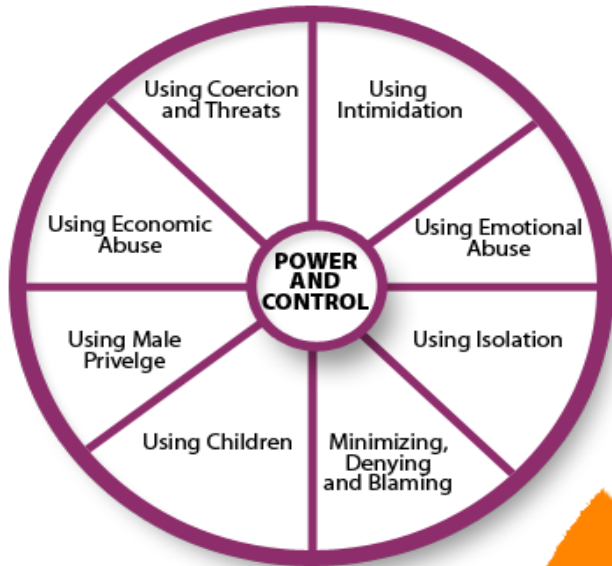 Using Coercion
and Threats
Using
Intimidation
Using Economic
Abuse
Using Emotional
Abuse
POWER
AND
CONTROL
Using Male
Privelge
Using Isolation
Using Children
Minimizing,
Denying
and Blaming